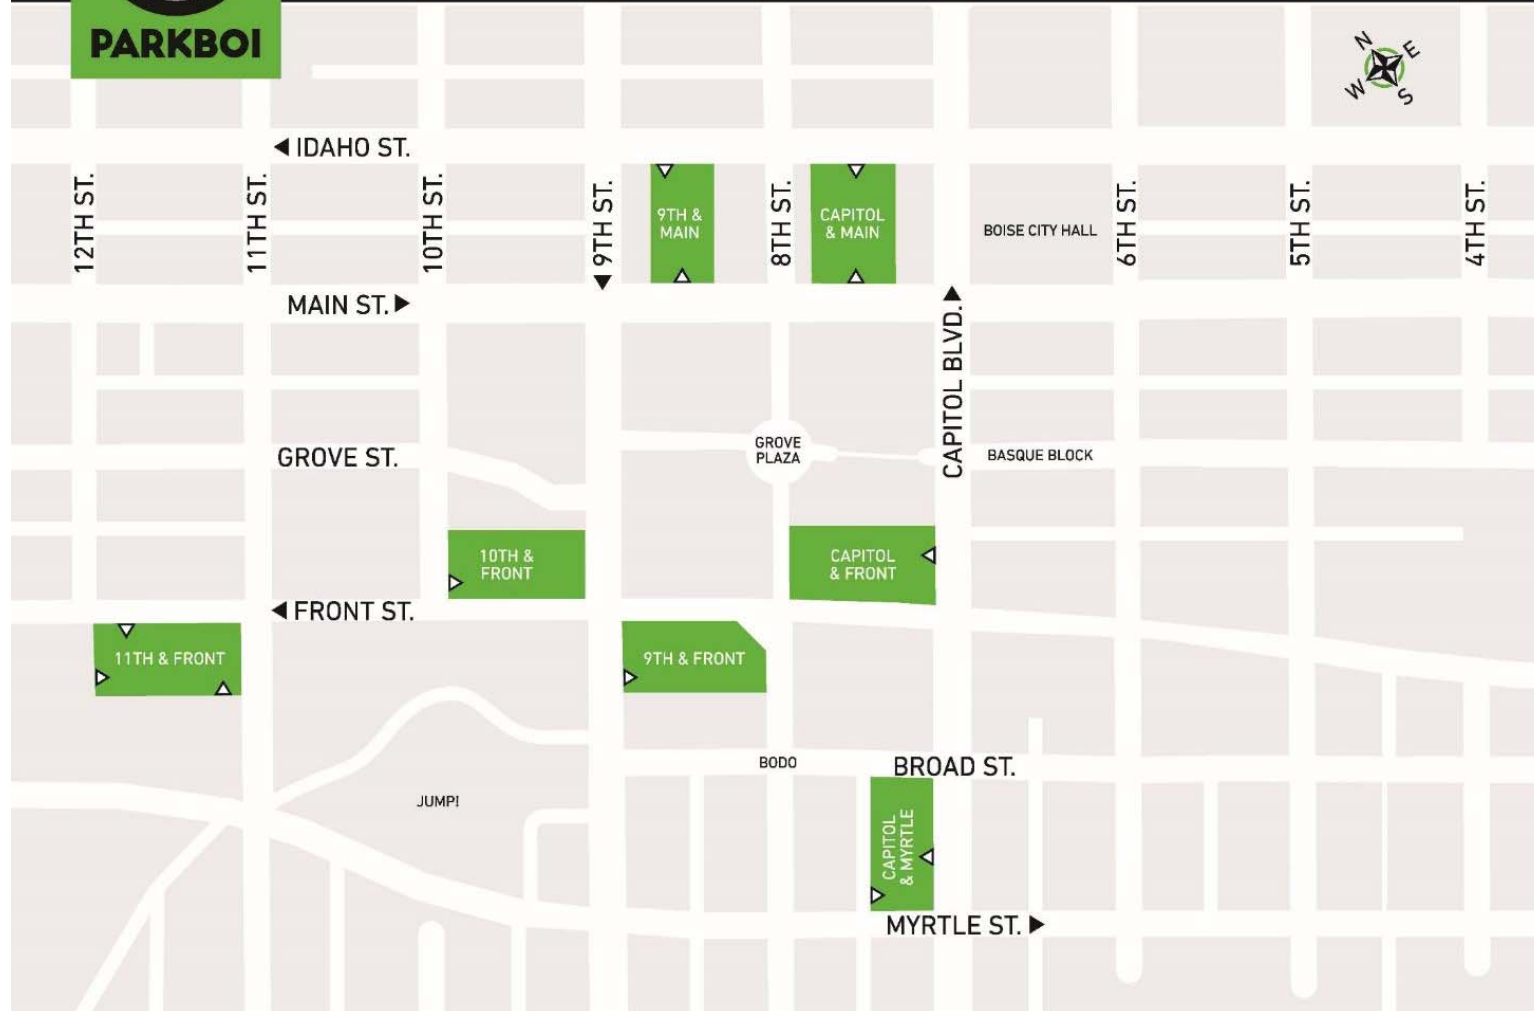 PARKBOI
N
E
W
S
IDAHO ST.
12TH ST.
11TH ST.
10TH ST.
9TH ST.
9TH &
MAIN
8TH ST.
CAPITOL
& MAIN
BOISE CITY HALL
6TH ST.
5TH ST.
4TH ST.
MAIN ST.
CAPITOL BLVD.
GROVE ST.
GROVE
PLAZA
BASQUE BLOCK
10TH &
FRONT
CAPITOL
& FRONT
FRONT ST.
11TH & FRONT
9TH & FRONT
BODO
BROAD ST.
JUMP!
CAPITOL
& MYRTLE
MYRTLE ST.